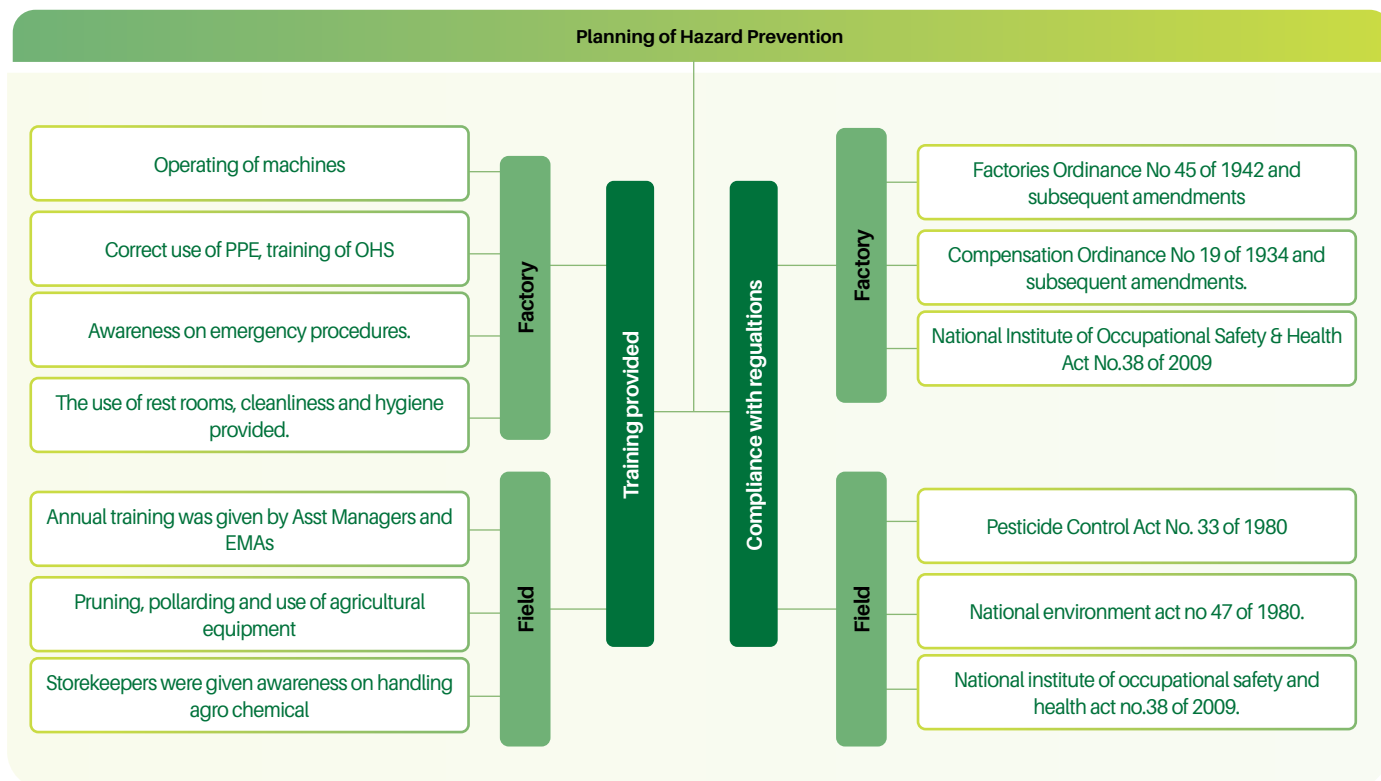 Planning of Hazard Prevention
Training provided
Factory
Operating of machines
Correct use of PPE, training of OHS
Awareness on emergency procedures.
The use of rest rooms, cleanliness and hygiene
provided.
Field
Annual training was given by Asst Managers and
EMAs
Pruning, pollarding and use of agricultural
equipment
Storekeepers were given awareness on handling
agro chemical
Compliance with regualtions
Factory
Factories Ordinance No 45 of 1942 and
subsequent amendments
Compensation Ordinance No 19 of 1934 and
subsequent amendments.
National Institute of Occupational Safety & Health
Act No.38 of 2009
Field
Pesticide Control Act No. 33 of 1980
National environment act no 47 of 1980.
National institute of occupational safety and
health act no.38 of 2009.